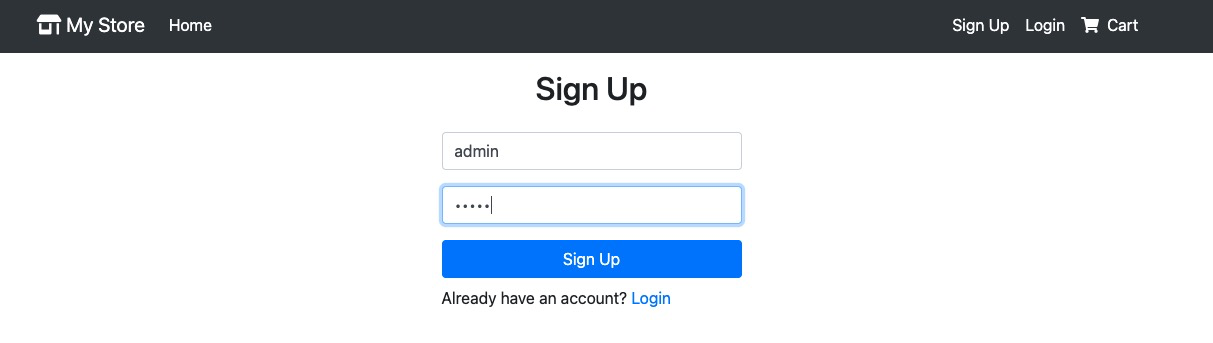 My Store Home Sign Up Login Cart
Sign Up
admin
•••••
Sign Up
Already have an account? Login